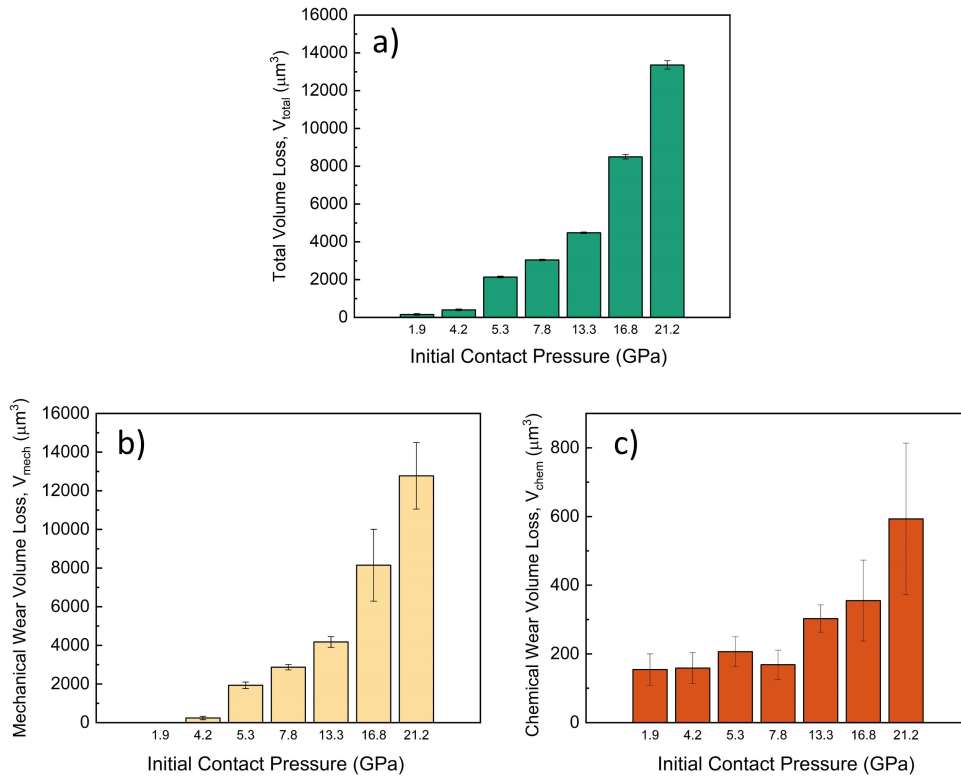 a)
Total Volume Loss, V_total (μm³)
16000
14000
12000
10000
8000
6000
4000
2000
0
1.9 4.2 5.3 7.8 13.3 16.8 21.2
Initial Contact Pressure (GPa)
b)
Mechanical Wear Volume Loss, V_mech (μm³)
16000
14000
12000
10000
8000
6000
4000
2000
0
1.9 4.2 5.3 7.8 13.3 16.8 21.2
Initial Contact Pressure (GPa)
c)
Chemical Wear Volume Loss, V_chem (μm³)
800
600
400
200
0
1.9 4.2 5.3 7.8 13.3 16.8 21.2
Initial Contact Pressure (GPa)